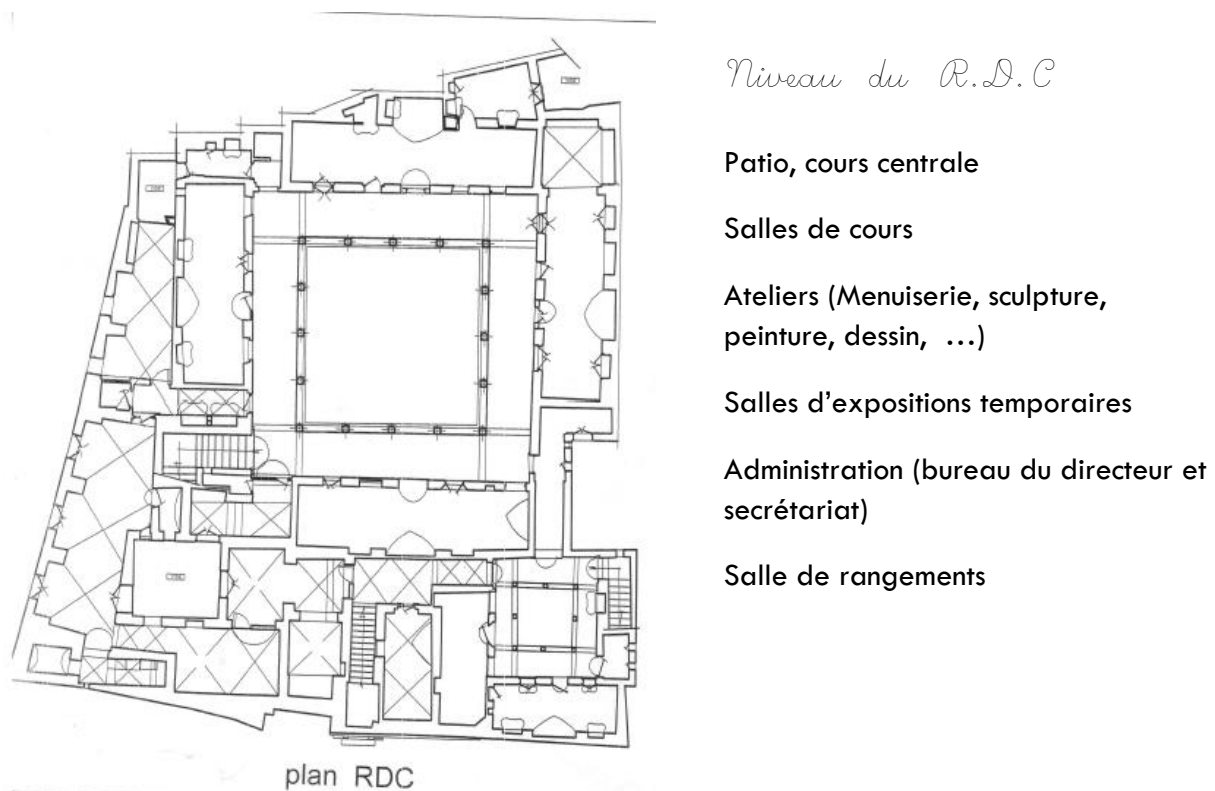 Niveau du R.D.C
Patio, cours centrale
Salles de cours
Ateliers (Menuiserie, sculpture,
peinture, dessin, ...)
Salles d'expositions temporaires
Administration (bureau du directeur et
secrétariat)
Salle de rangements
plan RDC